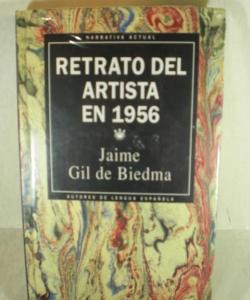 NARRATIVA ACTUAL
RETRATO DEL
ARTISTA
EN 1956
Jaime
Gil de Biedma
AUTORES DE LENGUA ESPAÑOLA